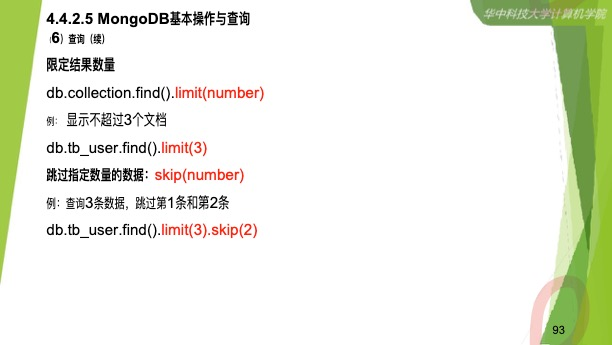 华中科技大学计算机学院
4.4.2.5 MongoDB基本操作与查询
（6）查询（续）
限定结果数量
db.collection.find().limit(number)
例： 显示不超过3个文档
db.tb_user.find().limit(3)
跳过指定数量的数据：skip(number)
例：查询3条数据，跳过第1条和第2条
db.tb_user.find().limit(3).skip(2)
93